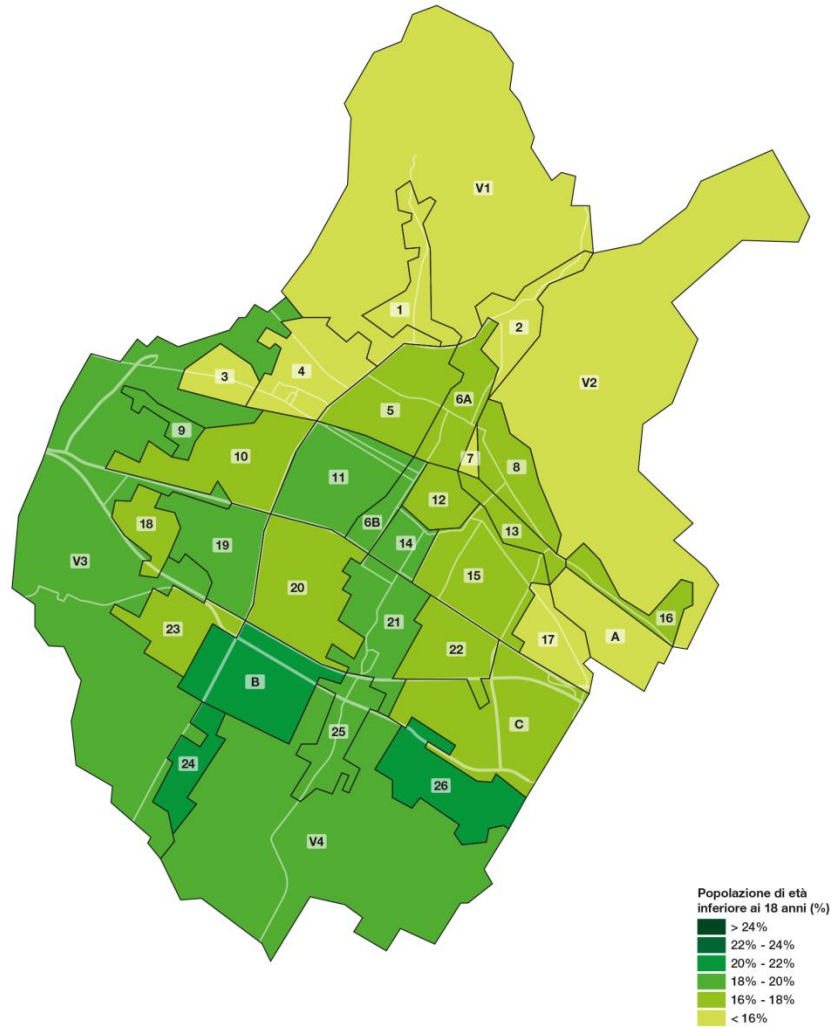 V1
1
2
V2
3
4
5
6A
7
8
9
10
11
12
13
6B
14
18
19
V3
15
20
16
21
17
A
23
22
B
C
25
24
26
V4
Popolazione di età
inferiore ai 18 anni (%)
> 24%
22% - 24%
20% - 22%
18% - 20%
16% - 18%
< 16%